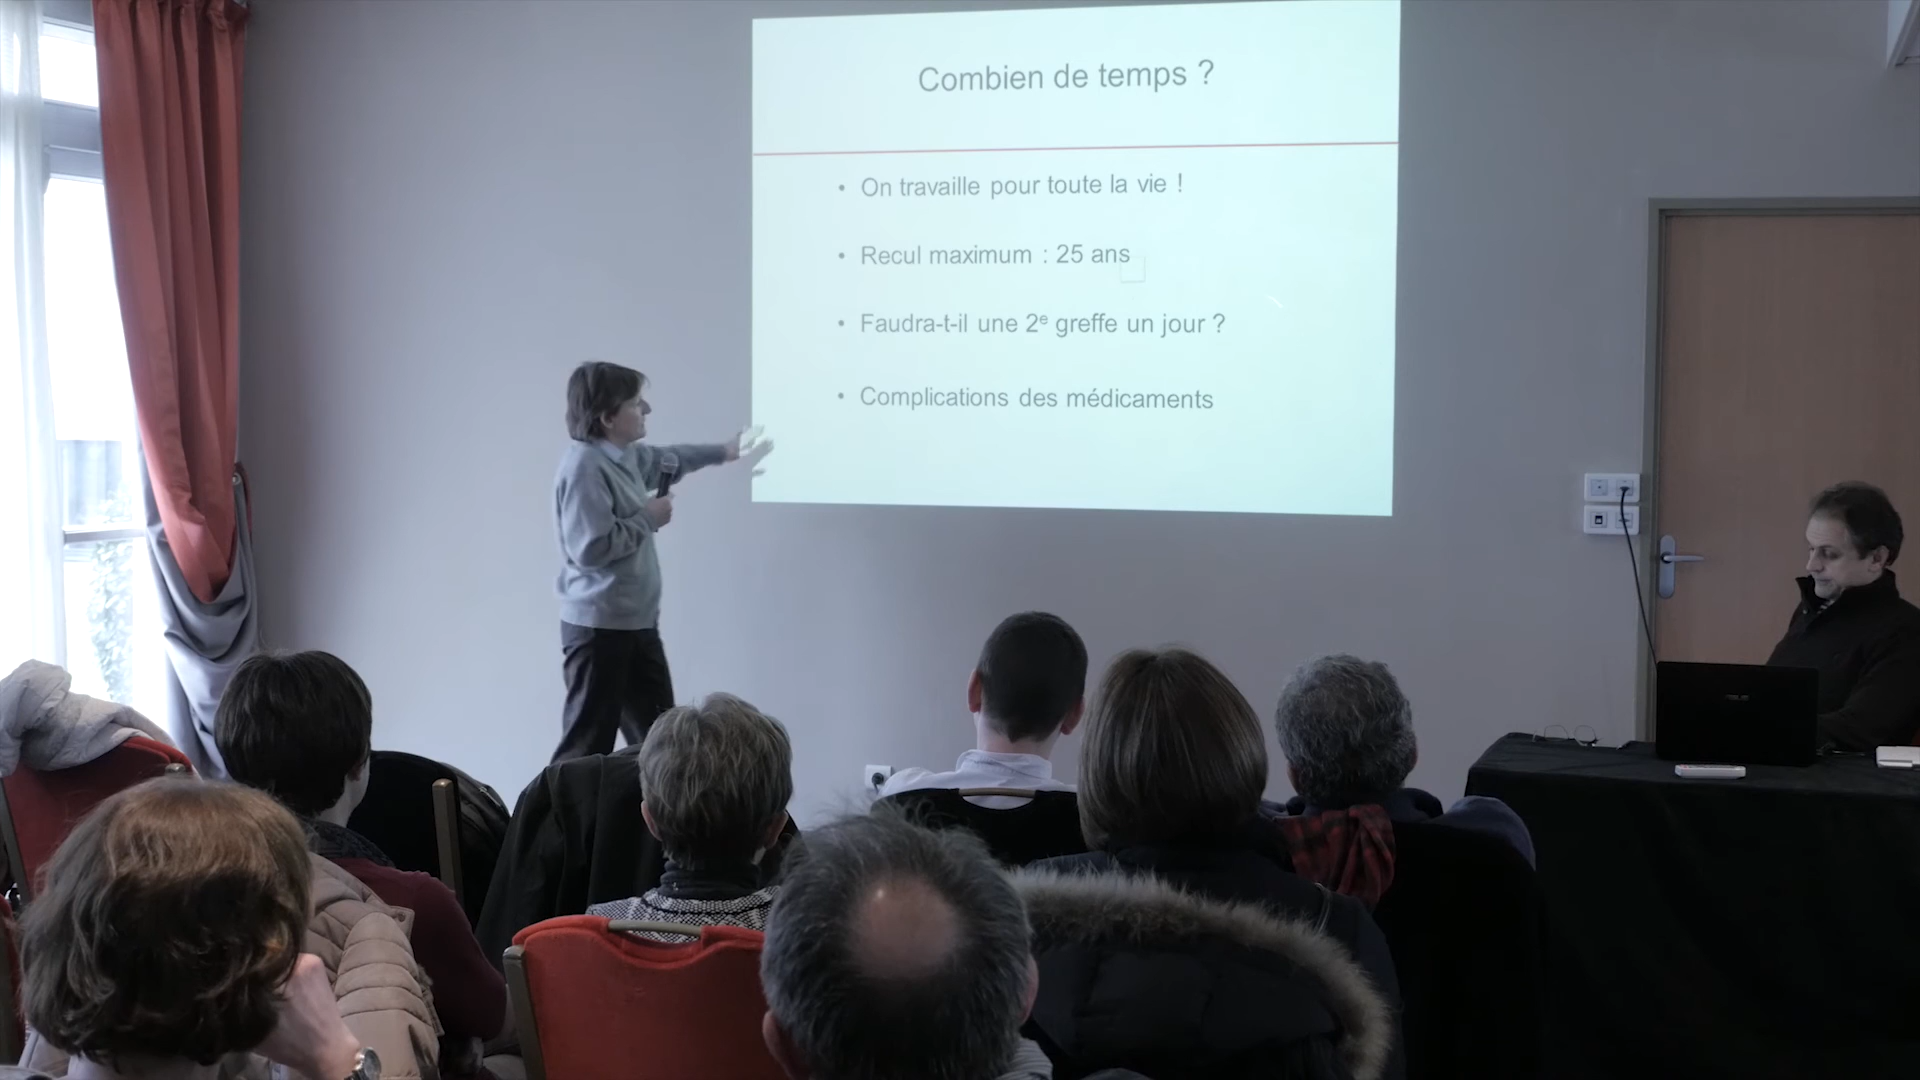 Combien de temps ?
• On travaille pour toute la vie !
• Recul maximum : 25 ans
• Faudra-t-il une 2e greffe un jour ?
• Complications des médicaments